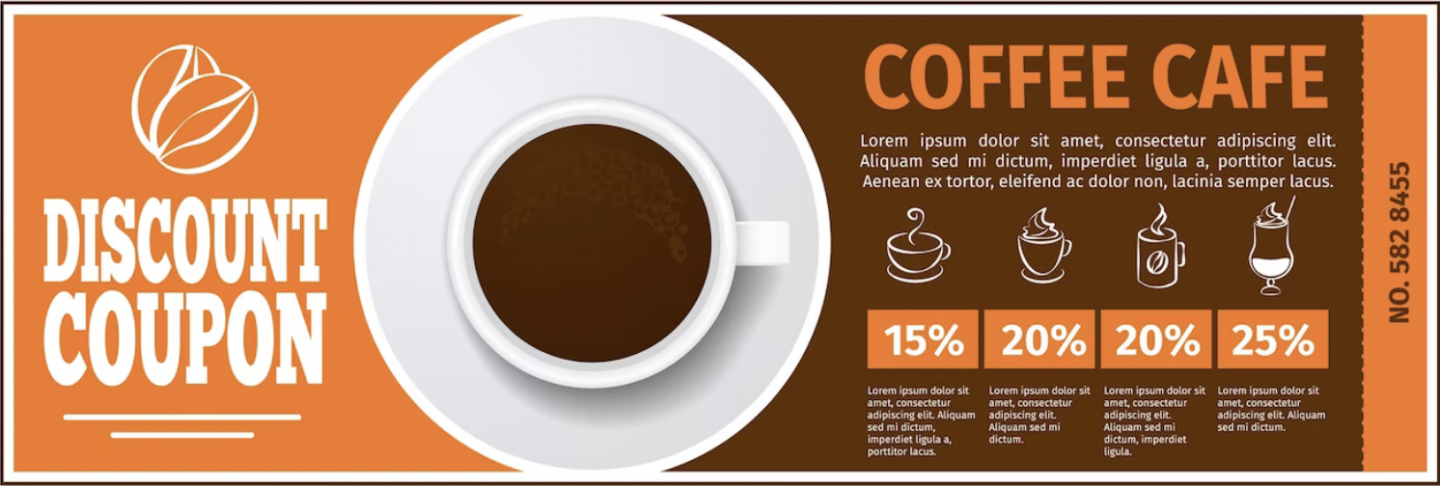 DISCOUNT
COUPON
COFFEE CAFE
Lorem ipsum dolor sit amet, consectetur adipiscing elit.
Aliquam sed mi dictum, imperdiet ligula a, porttitor lacus.
Aenean ex tortor, eleifend ac dolor non, lacinia semper lacus.
15%
Lorem ipsum dolor sit
amet, consectetur
adipiscing elit. Aliquam
sed mi dictum,
imperdiet ligula a,
porttitor lacus.
20%
Lorem ipsum dolor sit
amet, consectetur
adipiscing elit.
Aliquam sed mi
dictum.
20%
Lorem ipsum dolor sit
amet, consectetur
adipiscing elit.
Aliquam sed mi
dictum, imperdiet
ligula.
25%
Lorem ipsum dolor sit
amet, consectetur
adipiscing elit. Aliquam
sed mi dictum.
NO. 582 8455